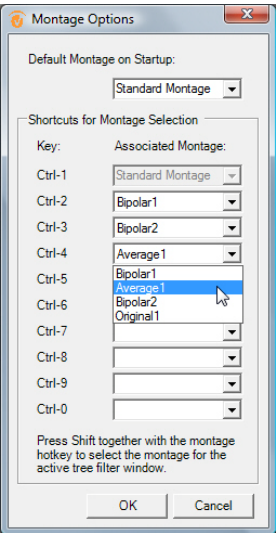 Montage Options
Default Montage on Startup:
Standard Montage
Shortcuts for Montage Selection
Key: Associated Montage:
Ctrl-1 Standard Montage
Ctrl-2 Bipolar1
Ctrl-3 Bipolar2
Ctrl-4 Average1
Ctrl-5 Bipolar1
Average1
Ctrl-6 Bipolar2
Original1
Ctrl-7
Ctrl-8
Ctrl-9
Ctrl-0
Press Shift together with the montage
hotkey to select the montage for the
active tree filter window.
OK Cancel